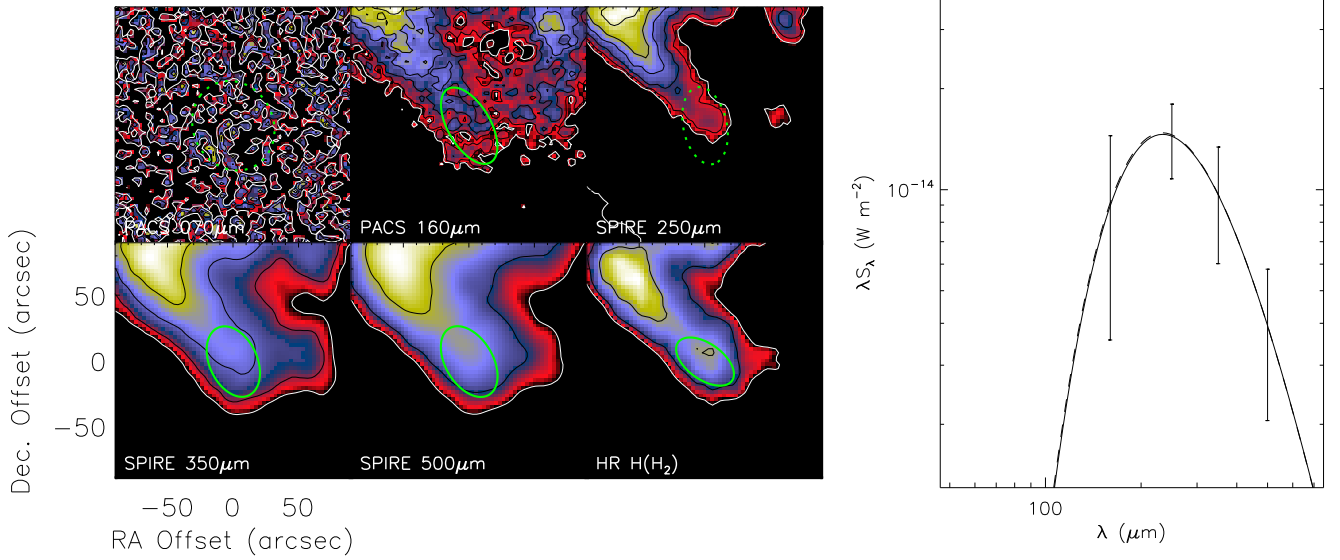 PACS 070μm
PACS 160μm
SPIRE 250μm
SPIRE 350μm
SPIRE 500μm
HR H(H₂)
Dec. Offset (arcsec)
50
0
−50
−50 0 50
RA Offset (arcsec)
λS_λ (W m⁻²)
10⁻¹⁴
100
λ (μm)